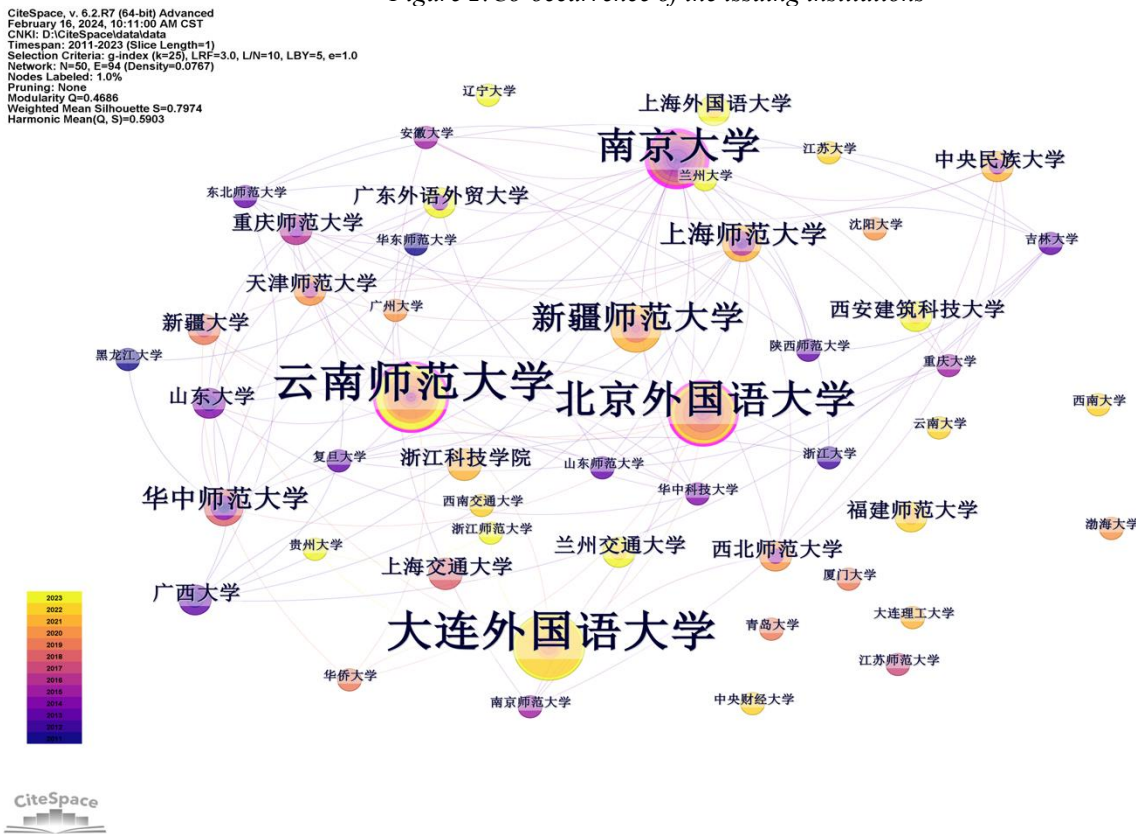 Figure 2. Co-occurrence of the issuing institutions
CiteSpace, v. 6.2.R7 (64-bit) Advanced
February 16, 2024, 10:11:00 AM CST
CNKI: D:\CiteSpace\data\data
Timespan: 2011-2023 (Slice Length=1)
Selection Criteria: g-index (k=25), LRF=3.0, L/N=10, LBY=5, e=1.0
Network: N=50, E=94 (Density=0.0767)
Nodes Labeled: 1.0%
Pruning: None
Modularity Q=0.4686
Weighted Mean Silhouette S=0.7974
Harmonic Mean(Q, S)=0.5903
辽宁大学
上海外国语大学
安徽大学
南京大学
江苏大学
中央民族大学
兰州大学
东北师范大学
广东外语外贸大学
重庆师范大学
沈阳大学
华东师范大学
上海师范大学
吉林大学
天津师范大学
广州大学
西安建筑科技大学
新疆大学
新疆师范大学
陕西师范大学
黑龙江大学
重庆大学
云南师范大学
北京外国语大学
山东大学
西南大学
云南大学
复旦大学
浙江科技学院
山东师范大学
浙江大学
华中科技大学
华中师范大学
西南交通大学
福建师范大学
浙江师范大学
渤海大学
贵州大学
兰州交通大学
西北师范大学
上海交通大学
厦门大学
广西大学
大连理工大学
大连外国语大学
青岛大学
江苏师范大学
华侨大学
南京师范大学
中央财经大学
2023
2022
2021
2020
2019
2018
2017
2016
2015
2014
2013
2012
2011
CiteSpace